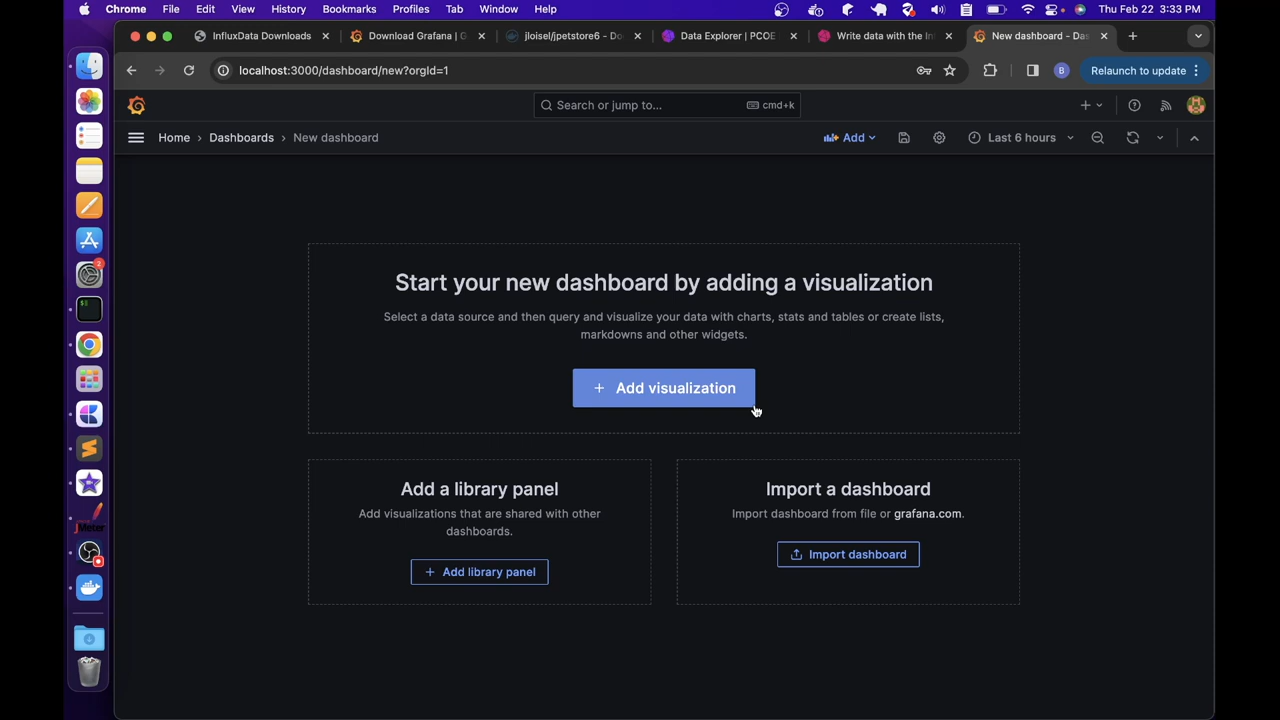 Chrome File Edit View History Bookmarks Profiles Tab Window Help Thu Feb 22 3:33 PM
InfluxData Downloads Download Grafana | G jloisel/jpetstore6 - Do Data Explorer | PCOE Write data with the In New dashboard - Das
localhost:3000/dashboard/new?orgId=1 B Relaunch to update
Search or jump to... cmd+k
Home › Dashboards › New dashboard Add Last 6 hours
2
Start your new dashboard by adding a visualization
Select a data source and then query and visualize your data with charts, stats and tables or create lists,
markdowns and other widgets.
+ Add visualization
Add a library panel
Add visualizations that are shared with other
dashboards.
+ Add library panel
Import a dashboard
Import dashboard from file or grafana.com.
Import dashboard
JMeter